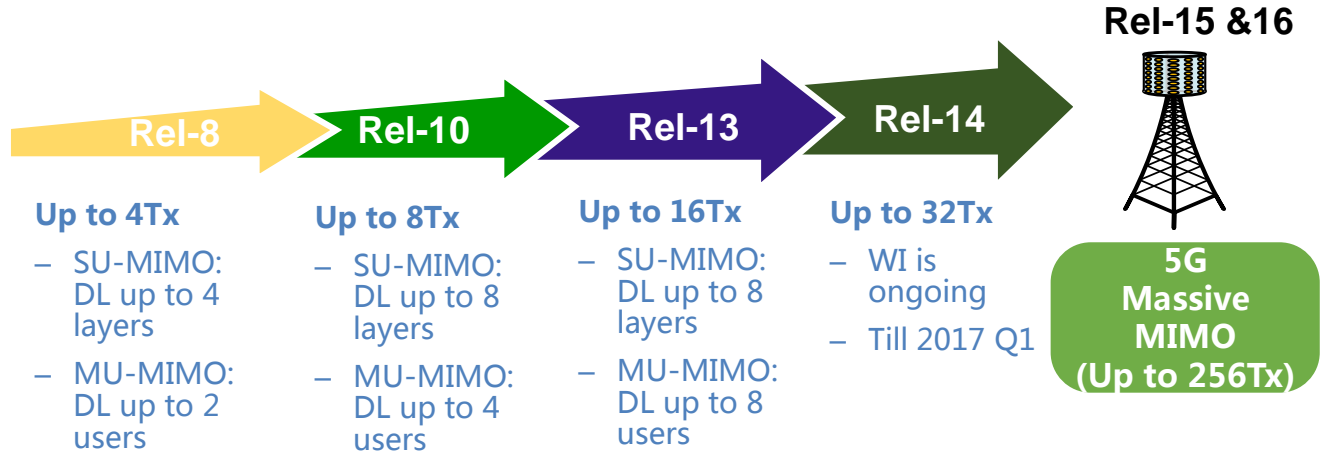 Rel-15 &16
Rel-8
Rel-10
Rel-13
Rel-14
Up to 4Tx
– SU-MIMO:
DL up to 4
layers
– MU-MIMO:
DL up to 2
users
Up to 8Tx
– SU-MIMO:
DL up to 8
layers
– MU-MIMO:
DL up to 4
users
Up to 16Tx
– SU-MIMO:
DL up to 8
layers
– MU-MIMO:
DL up to 8
users
Up to 32Tx
– WI is
ongoing
– Till 2017 Q1
5G
Massive
MIMO
(Up to 256Tx)